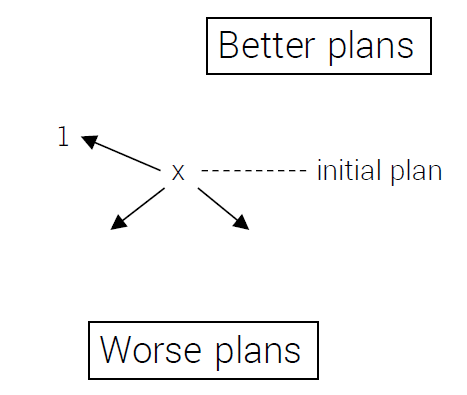 Better plans
1
x
initial plan
Worse plans